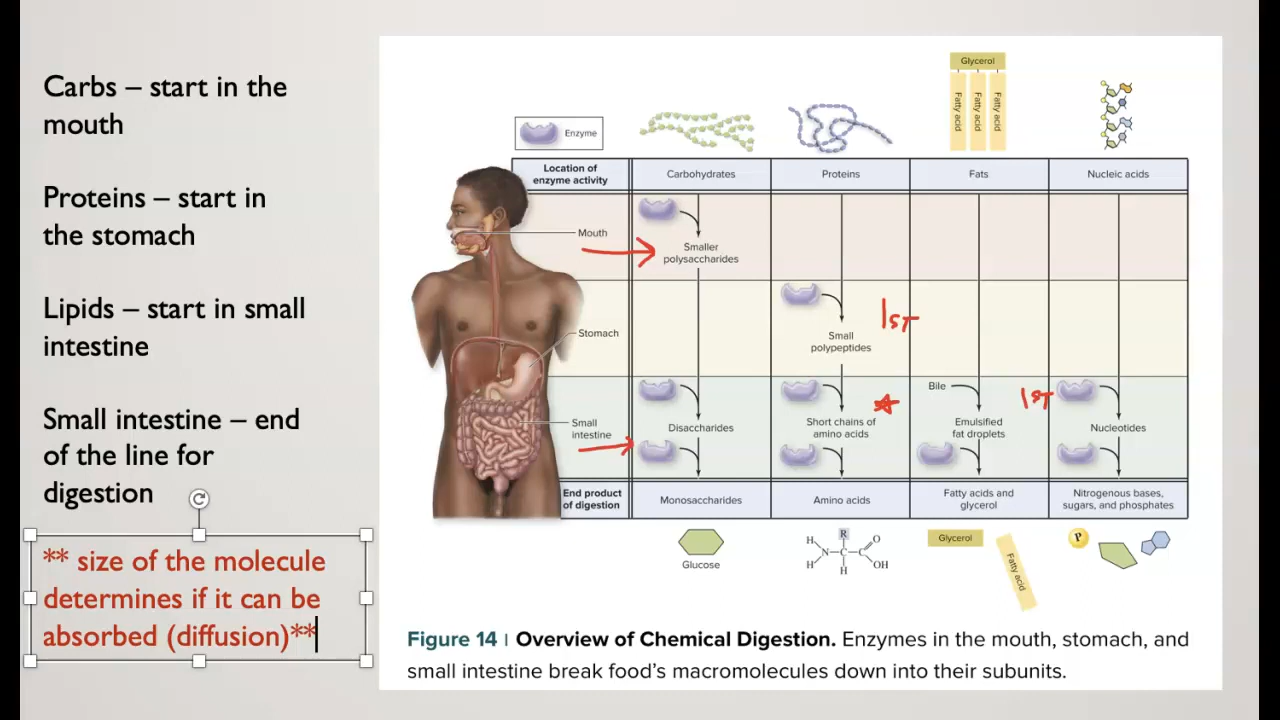 Carbs – start in the
mouth
Proteins – start in
the stomach
Lipids – start in small
intestine
Small intestine – end
of the line for
digestion
** size of the molecule
determines if it can be
absorbed (diffusion)**
Glycerol
Fatty acid
Fatty acid
Fatty acid
Enzyme
Location of
enzyme activity
Carbohydrates
Proteins
Fats
Nucleic acids
Mouth
Smaller
polysaccharides
Stomach
Small
polypeptides
1ST
Small
intestine
Disaccharides
Short chains of
amino acids
Bile
Emulsified
fat droplets
1ST
Nucleotides
End product
of digestion
Monosaccharides
Amino acids
Fatty acids and
glycerol
Nitrogenous bases,
sugars, and phosphates
Glucose
R
H O
N C C
H H OH
Glycerol
Fatty acid
P
Figure 14 | Overview of Chemical Digestion. Enzymes in the mouth, stomach, and
small intestine break food's macromolecules down into their subunits.